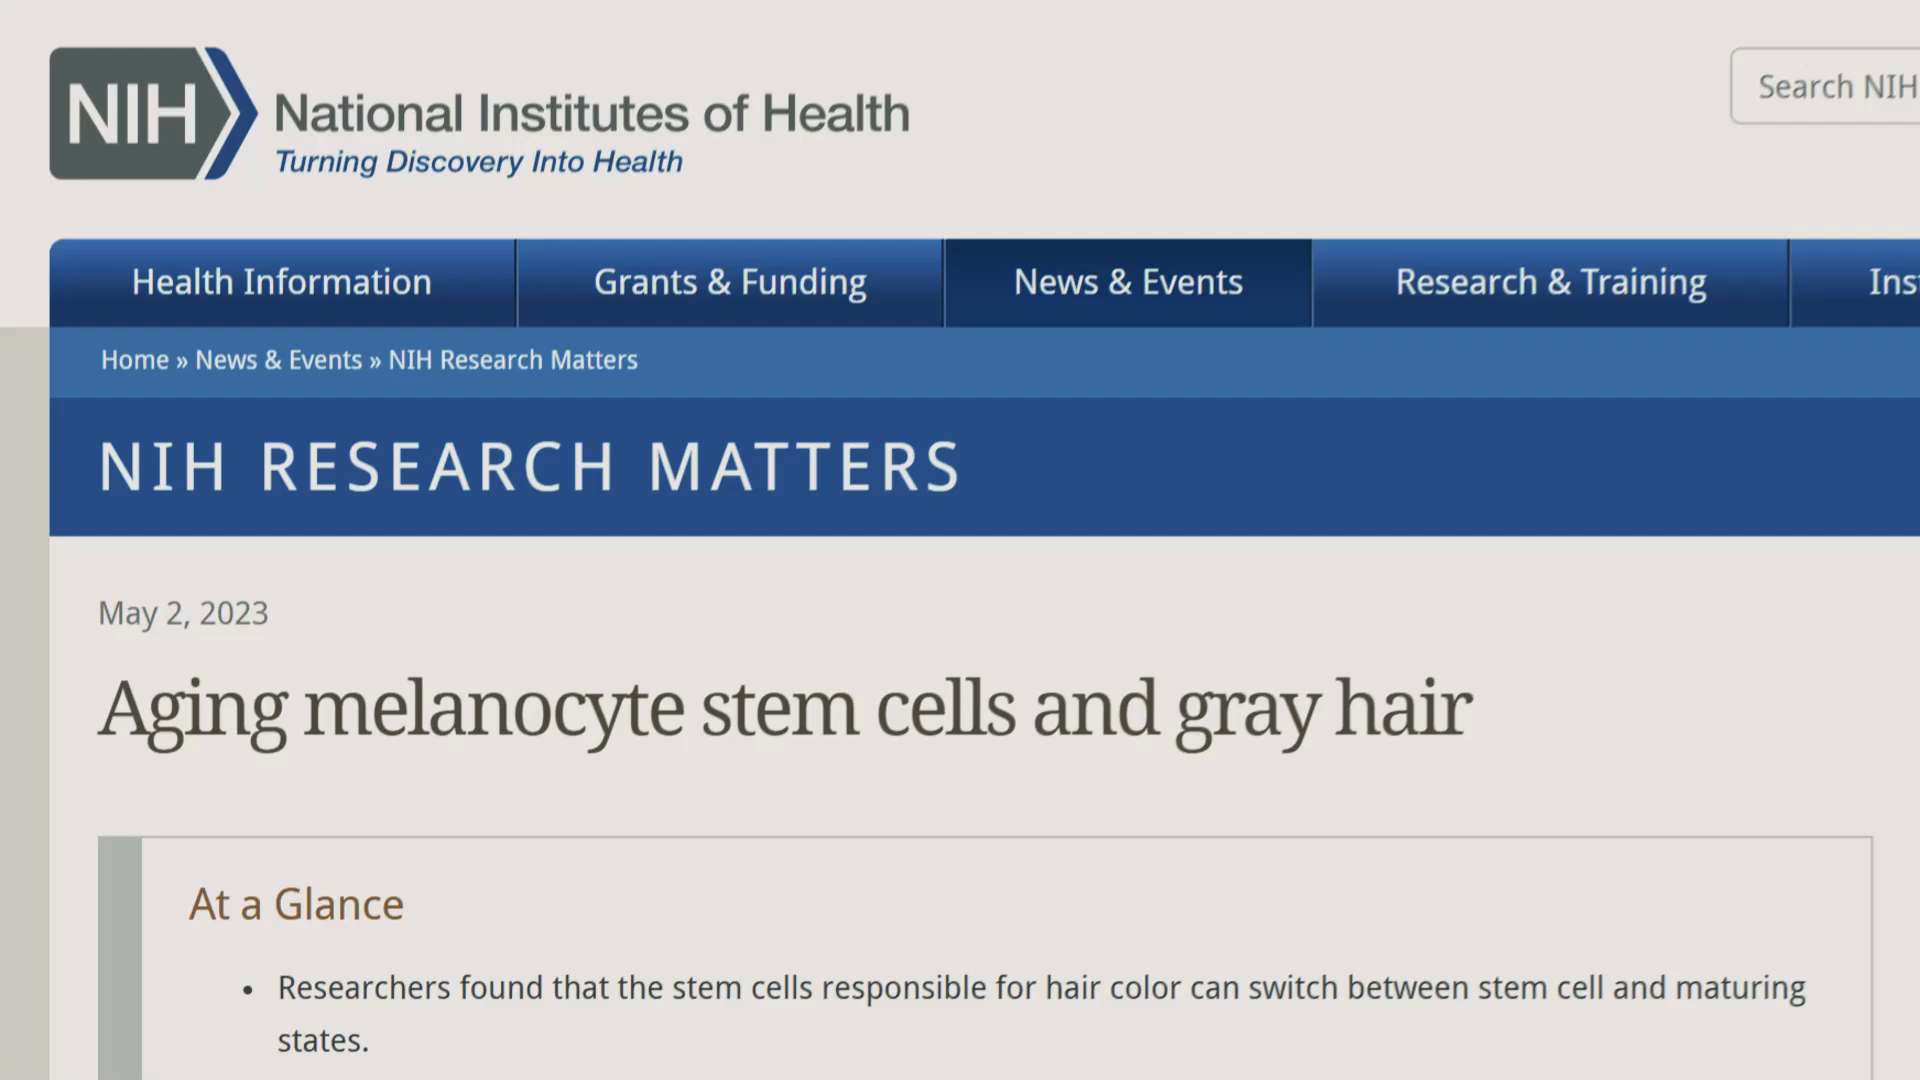 NIH
National Institutes of Health
Turning Discovery Into Health
Search NIH
Health Information
Grants & Funding
News & Events
Research & Training
Home » News & Events » NIH Research Matters
NIH RESEARCH MATTERS
May 2, 2023
Aging melanocyte stem cells and gray hair
At a Glance
• Researchers found that the stem cells responsible for hair color can switch between stem cell and maturing
states.